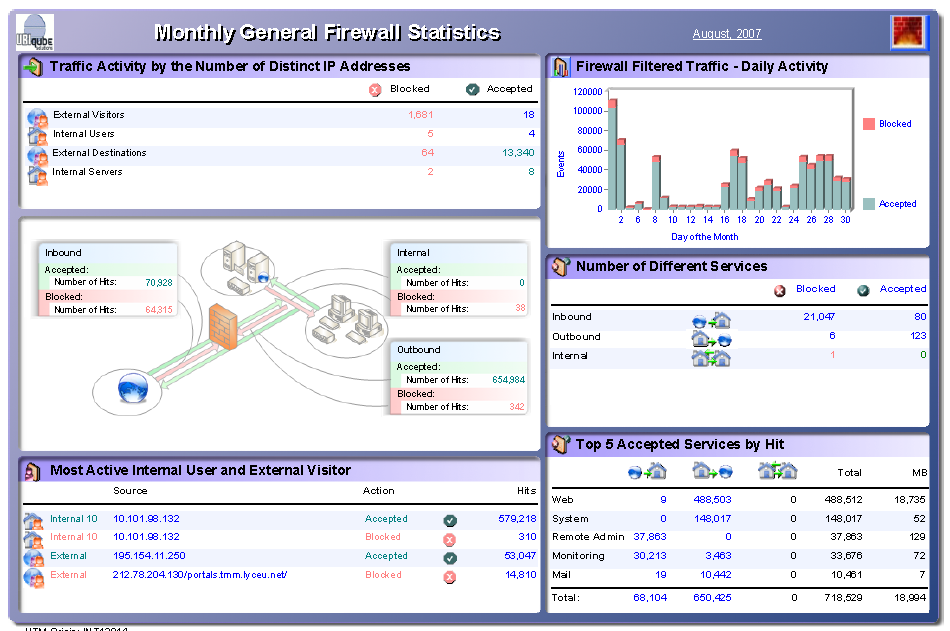 UBIqube
solutions
Monthly General Firewall Statistics
August, 2007
Traffic Activity by the Number of Distinct IP Addresses
Blocked Accepted
External Visitors 1,681 18
Internal Users 5 4
External Destinations 64 13,340
Internal Servers 2 8
Inbound
Accepted:
Number of Hits: 70,928
Blocked:
Number of Hits: 64,315
Internal
Accepted:
Number of Hits: 0
Blocked:
Number of Hits: 38
Outbound
Accepted:
Number of Hits: 654,984
Blocked:
Number of Hits: 342
Most Active Internal User and External Visitor
Source Action Hits
Internal 10 10.101.98.132 Accepted 579,218
Internal 10 10.101.98.132 Blocked 310
External 195.154.11.250 Accepted 53,047
External 212.78.204.130/portals.tmm.lyceu.net/ Blocked 14,810
Firewall Filtered Traffic - Daily Activity
120000
100000
80000
60000
40000
20000
0
Events
2 4 6 8 10 12 14 16 18 20 22 24 26 28 30
Day of the Month
Blocked
Accepted
Number of Different Services
Blocked Accepted
Inbound 21,047 80
Outbound 6 123
Internal 1 0
Top 5 Accepted Services by Hit
Total MB
Web 9 488,503 0 488,512 18,735
System 0 148,017 0 148,017 52
Remote Admin 37,863 0 0 37,863 129
Monitoring 30,213 3,463 0 33,676 72
Mail 19 10,442 0 10,461 7
Total: 68,104 650,425 0 718,529 18,994